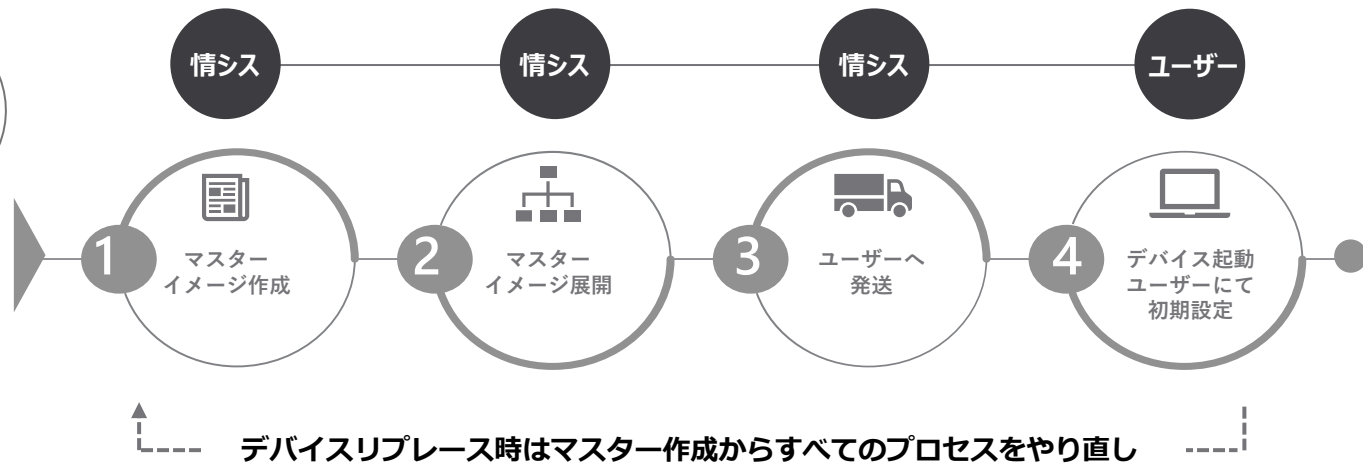 情シス
情シス
情シス
ユーザー
1
マスター
イメージ作成
2
マスター
イメージ展開
3
ユーザーへ
発送
4
デバイス起動
ユーザーにて
初期設定
デバイスリプレース時はマスター作成からすべてのプロセスをやり直し